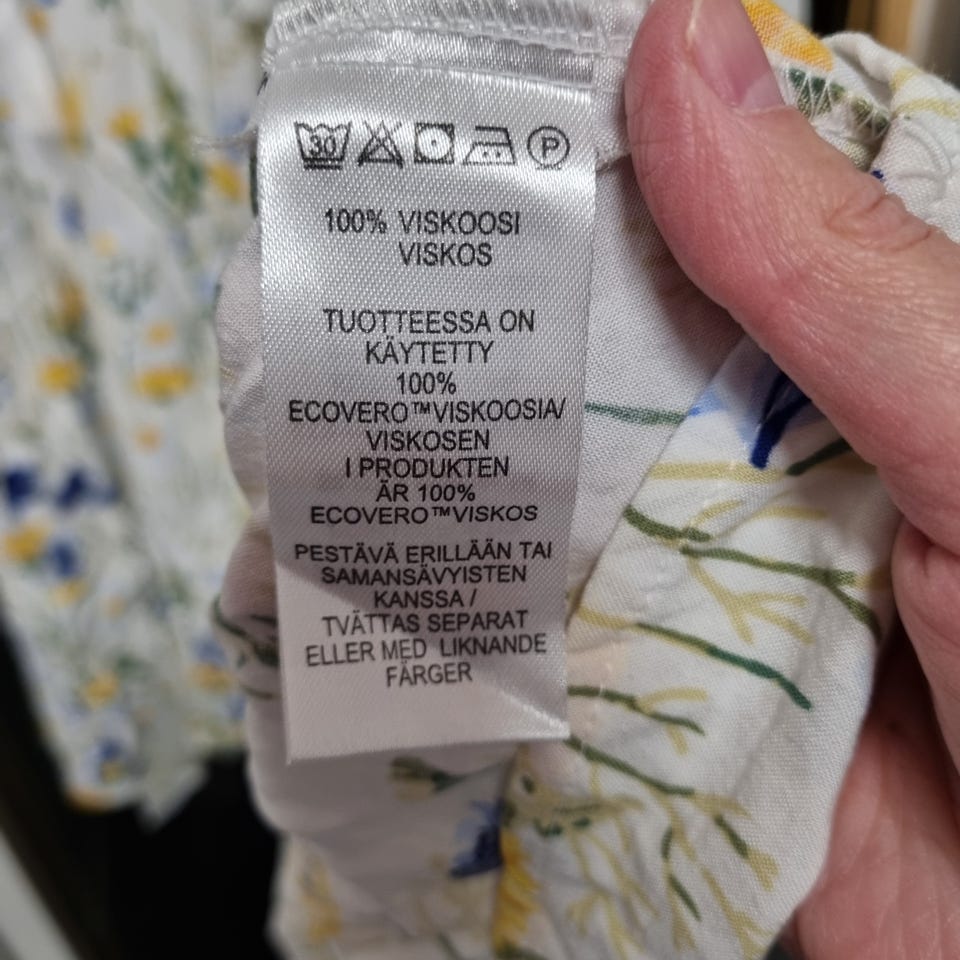 30 P
100% VISKOOSI
VISKOS
TUOTTEESSA ON
KÄYTETTY
100%
ECOVERO™VISKOOSIA/
VISKOSEN
I PRODUKTEN
ÄR 100%
ECOVERO™VISKOS
PESTÄVÄ ERILLÄÄN TAI
SAMANSÄVYISTEN
KANSSA /
TVÄTTAS SEPARAT
ELLER MED LIKNANDE
FÄRGER